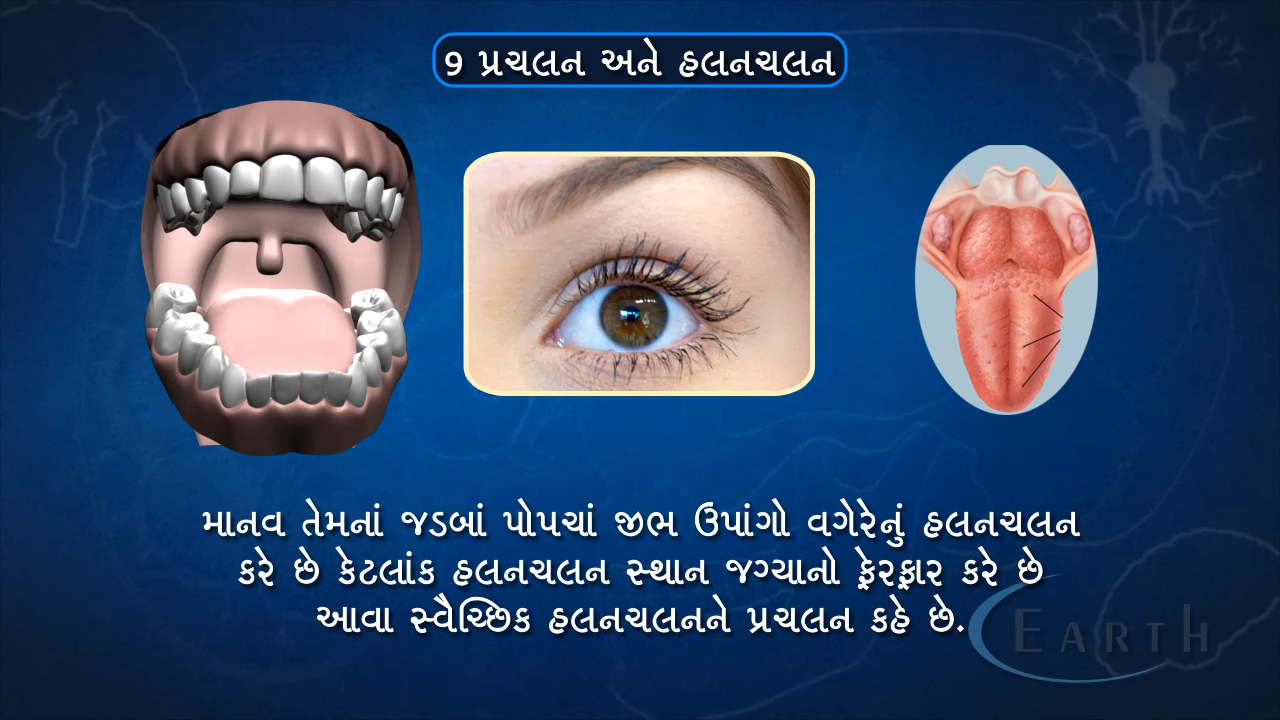 9 પ્રચલન અને હલનચલન
માનવ તેમનાં જડબાં પોપચાં જીભ ઉપાંગો વગેરેનું હલનચલન
કરે છે કેટલાંક હલનચલન સ્થાન જગ્યાનો ફેરફાર કરે છે
આવા સ્વૈચ્છિક હલનચલનને પ્રચલન કહે છે.
EARTH